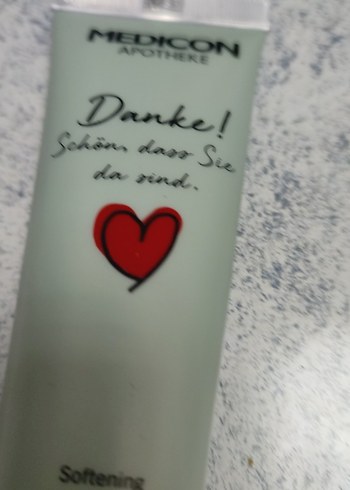 MEDICON
APOTHEKE
Danke!
Schön, dass Sie
da sind.
Softening